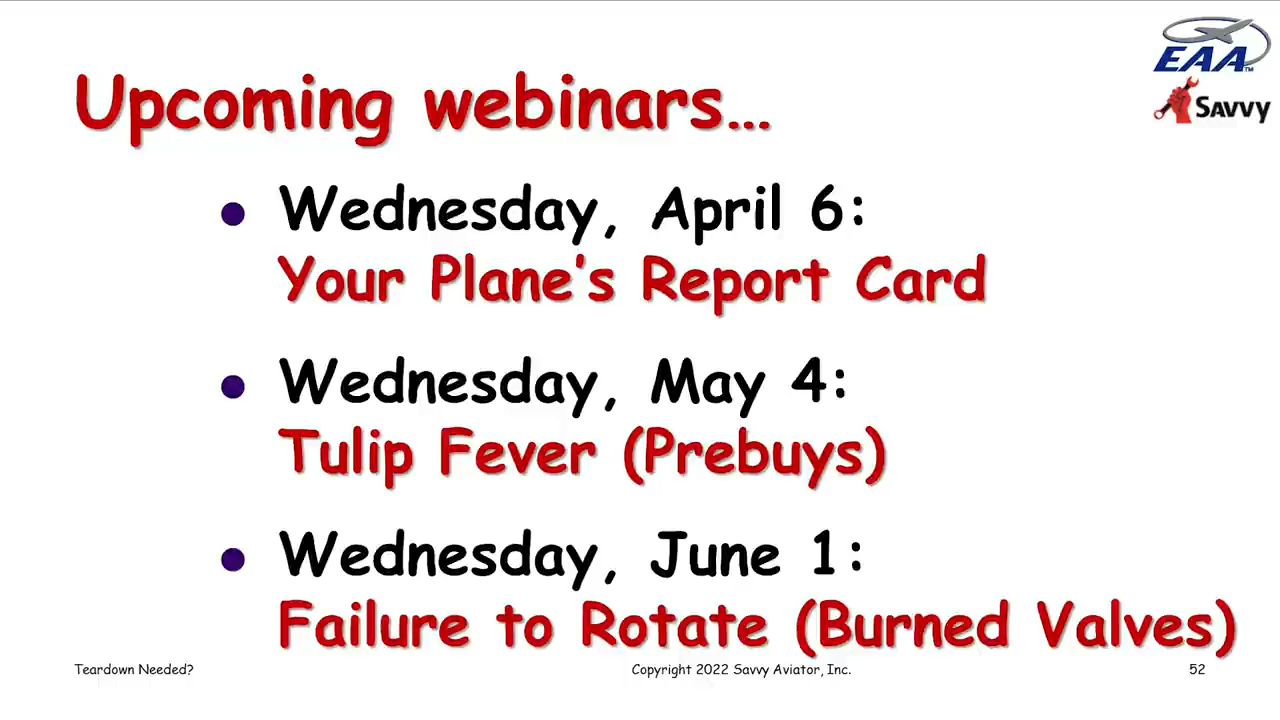 EAA™
Savvy
Upcoming webinars…
Wednesday, April 6:
Your Plane's Report Card
Wednesday, May 4:
Tulip Fever (Prebuys)
Wednesday, June 1:
Failure to Rotate (Burned Valves)
Teardown Needed?
Copyright 2022 Savvy Aviator, Inc.
52